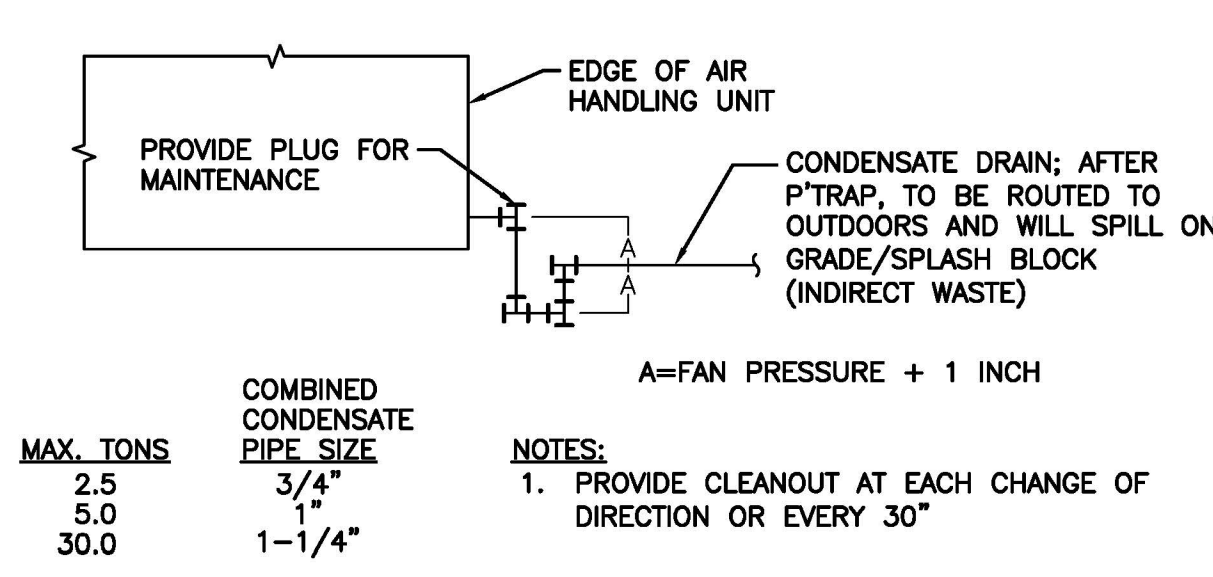 EDGE OF AIR
HANDLING UNIT
PROVIDE PLUG FOR
MAINTENANCE
CONDENSATE DRAIN; AFTER
P'TRAP, TO BE ROUTED TO
OUTDOORS AND WILL SPILL ON
GRADE/SPLASH BLOCK
(INDIRECT WASTE)
A
A
A=FAN PRESSURE + 1 INCH
COMBINED
CONDENSATE
MAX. TONS PIPE SIZE
2.5 3/4"
5.0 1"
30.0 1-1/4"
NOTES:
1. PROVIDE CLEANOUT AT EACH CHANGE OF
DIRECTION OR EVERY 30"